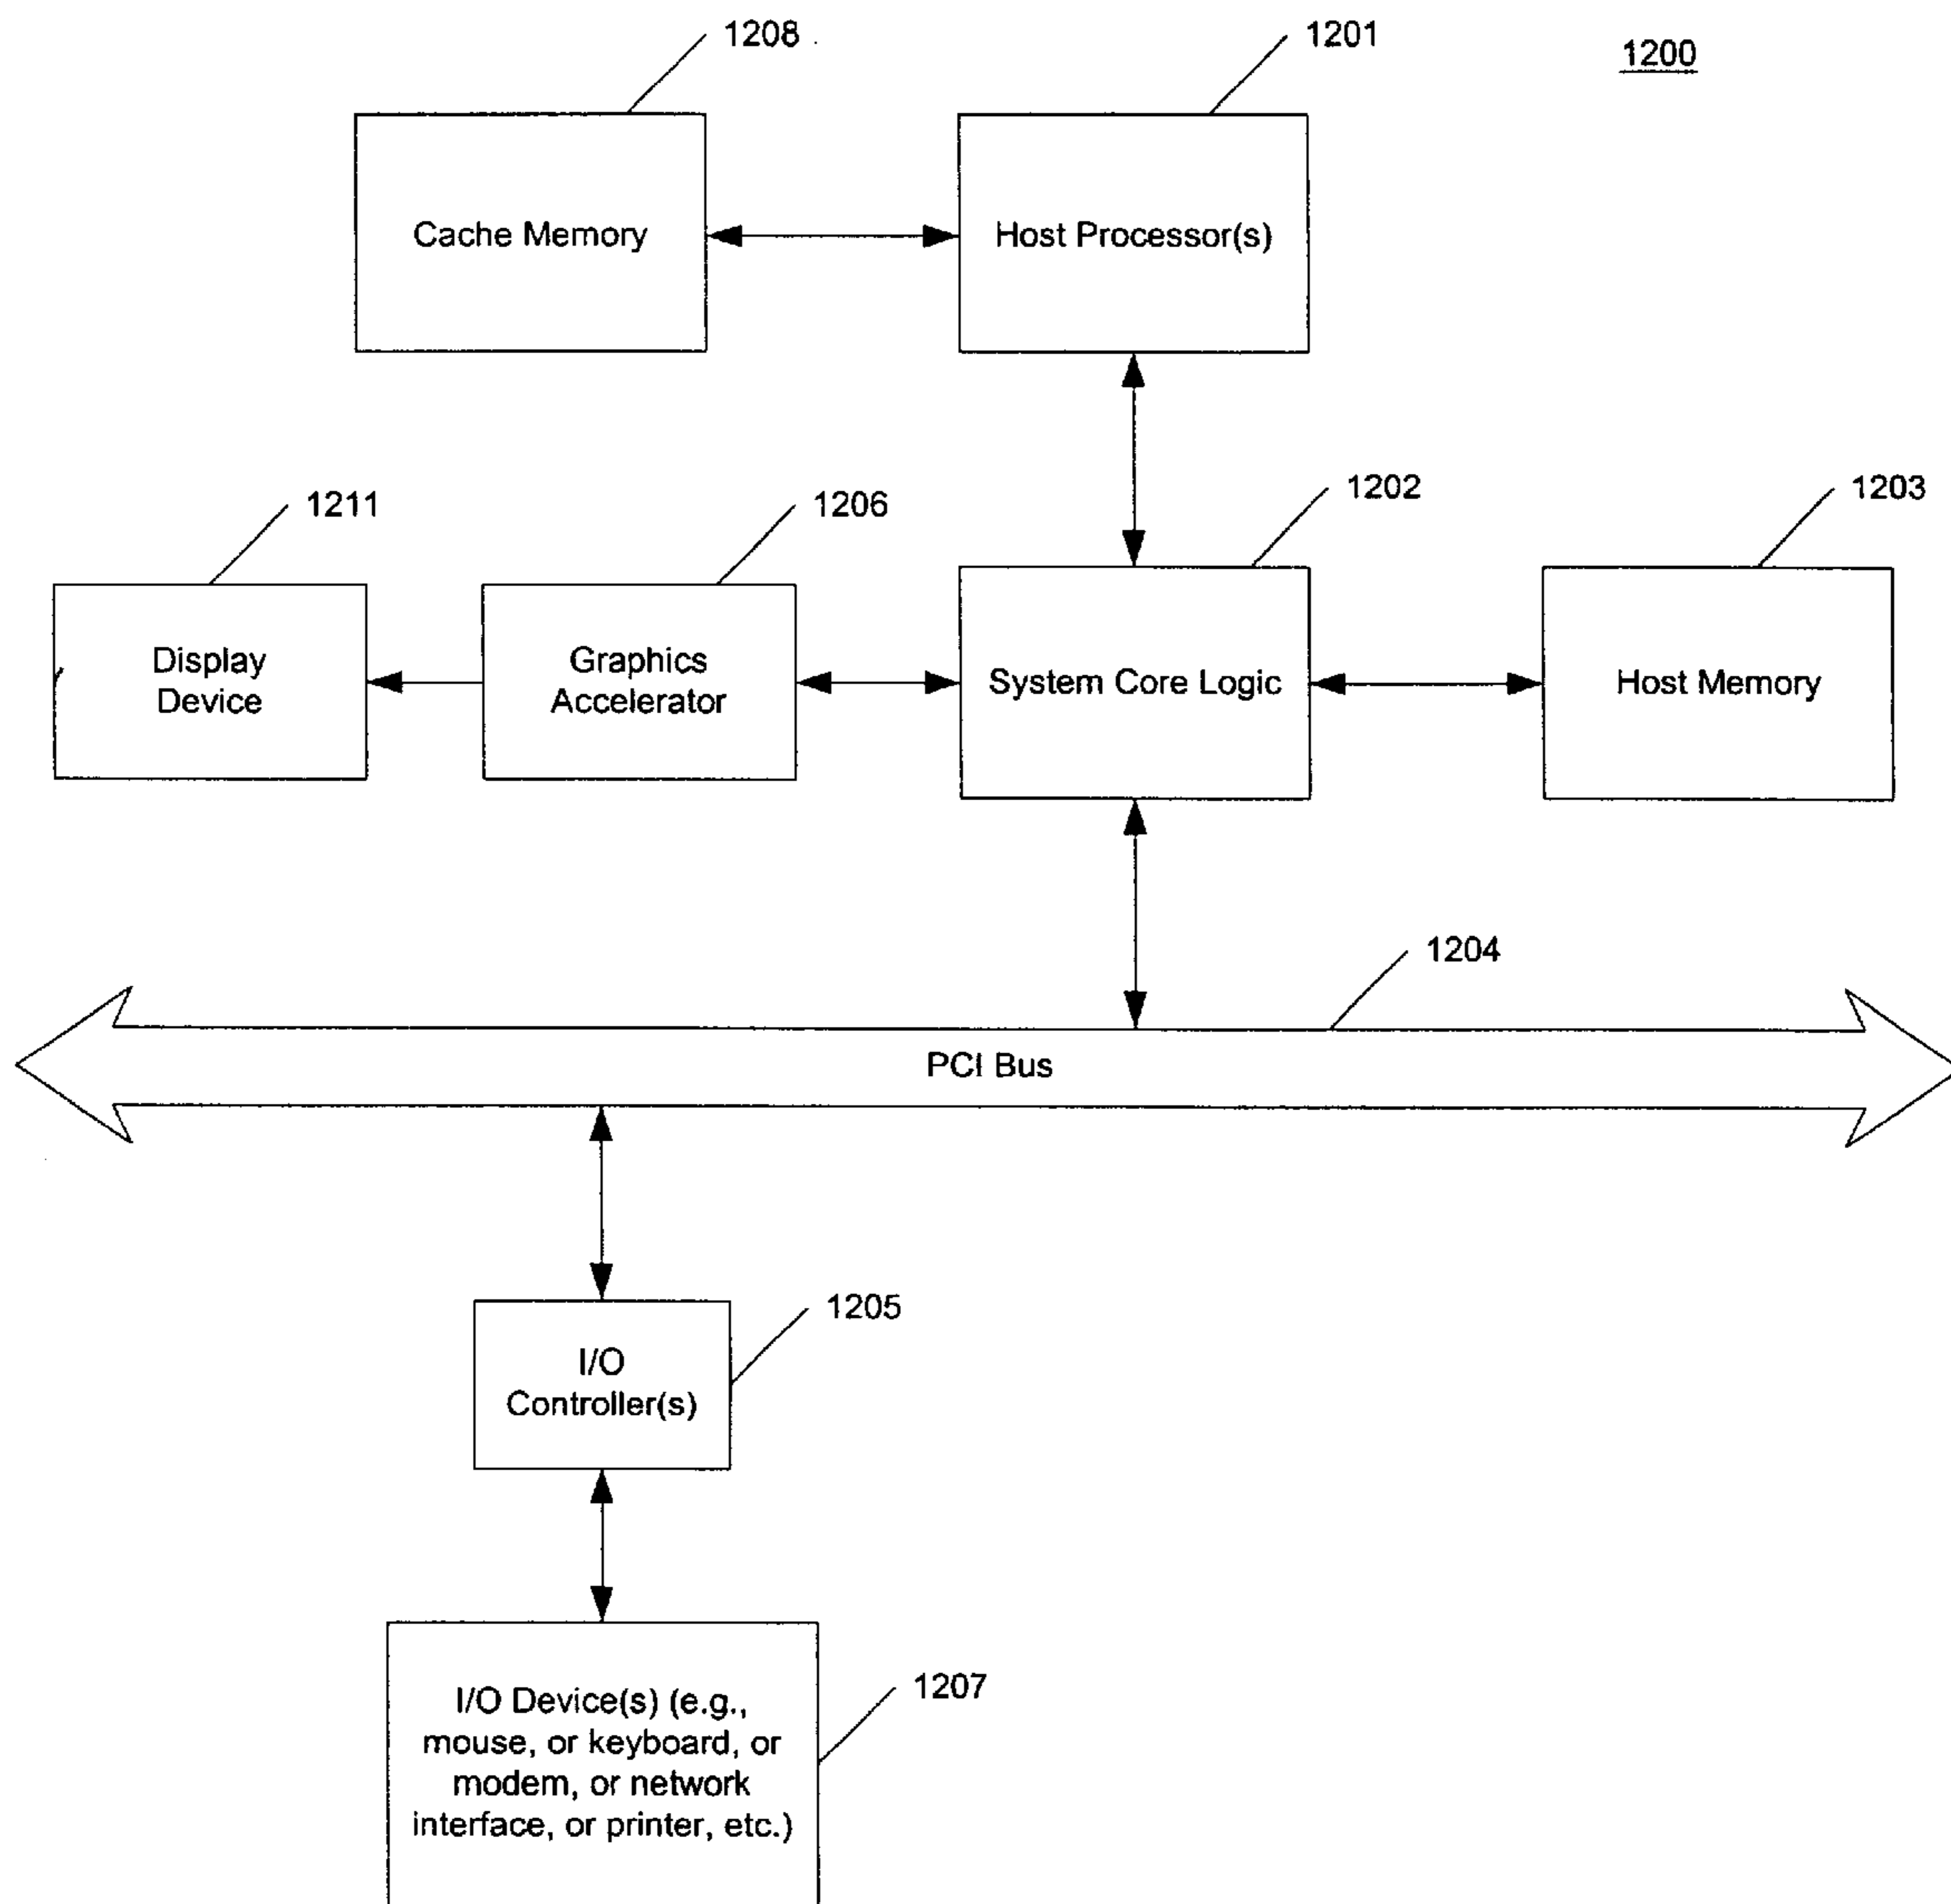 1208
1201
1200
Cache Memory
Host Processor(s)
1211
1206
1202
1203
Display
Device
Graphics
Accelerator
System Core Logic
Host Memory
1204
PCI Bus
1205
I/O
Controller(s)
1207
I/O Device(s) (e.g.,
mouse, or keyboard, or
modem, or network
interface, or printer, etc.)